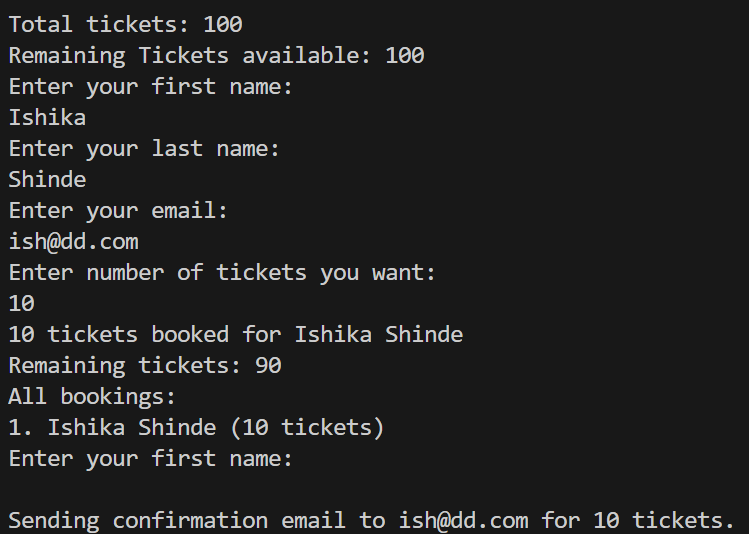 Total tickets: 100
Remaining Tickets available: 100
Enter your first name:
Ishika
Enter your last name:
Shinde
Enter your email:
ish@dd.com
Enter number of tickets you want:
10
10 tickets booked for Ishika Shinde
Remaining tickets: 90
All bookings:
1. Ishika Shinde (10 tickets)
Enter your first name:
Sending confirmation email to ish@dd.com for 10 tickets.